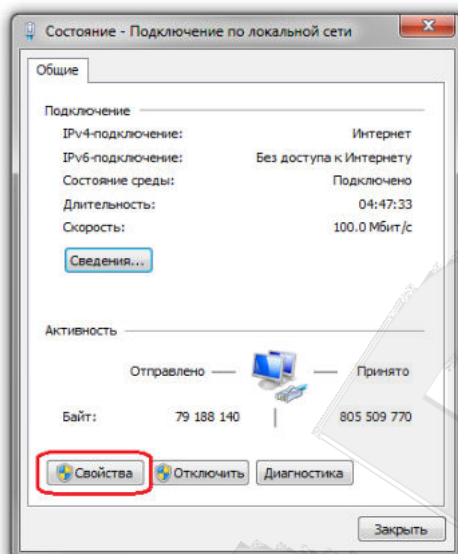 Состояние - Подключение по локальной сети
Общие
Подключение
IPv4-подключение: Интернет
IPv6-подключение: Без доступа к Интернету
Состояние среды: Подключено
Длительность: 04:47:33
Скорость: 100.0 Мбит/с
Сведения...
Активность
Отправлено — — Принято
Байт: 79 188 140 | 805 509 770
Свойства Отключить Диагностика
Закрыть